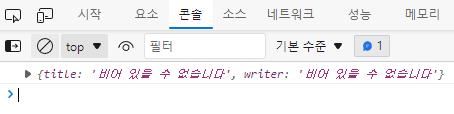 시작 요소 콘솔 소스 네트워크 성능 메모리
top 필터 기본 수준 1
{title: '비어 있을 수 없습니다', writer: '비어 있을 수 없습니다'}